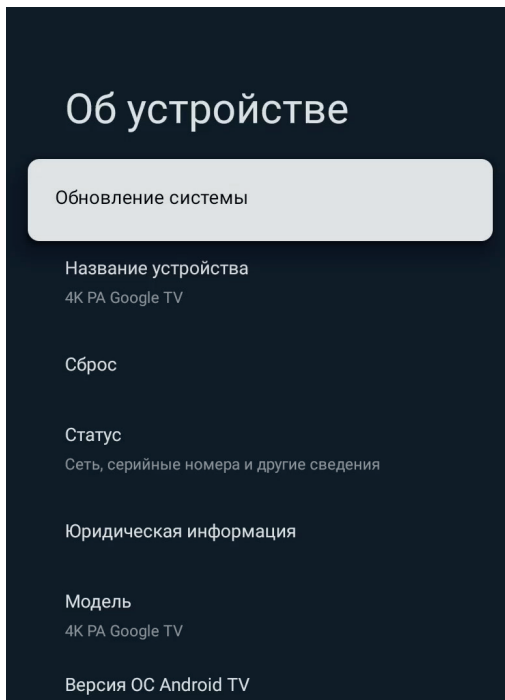 Об устройстве
Обновление системы
Название устройства
4K PA Google TV
Сброс
Статус
Сеть, серийные номера и другие сведения
Юридическая информация
Модель
4K PA Google TV
Версия ОС Android TV